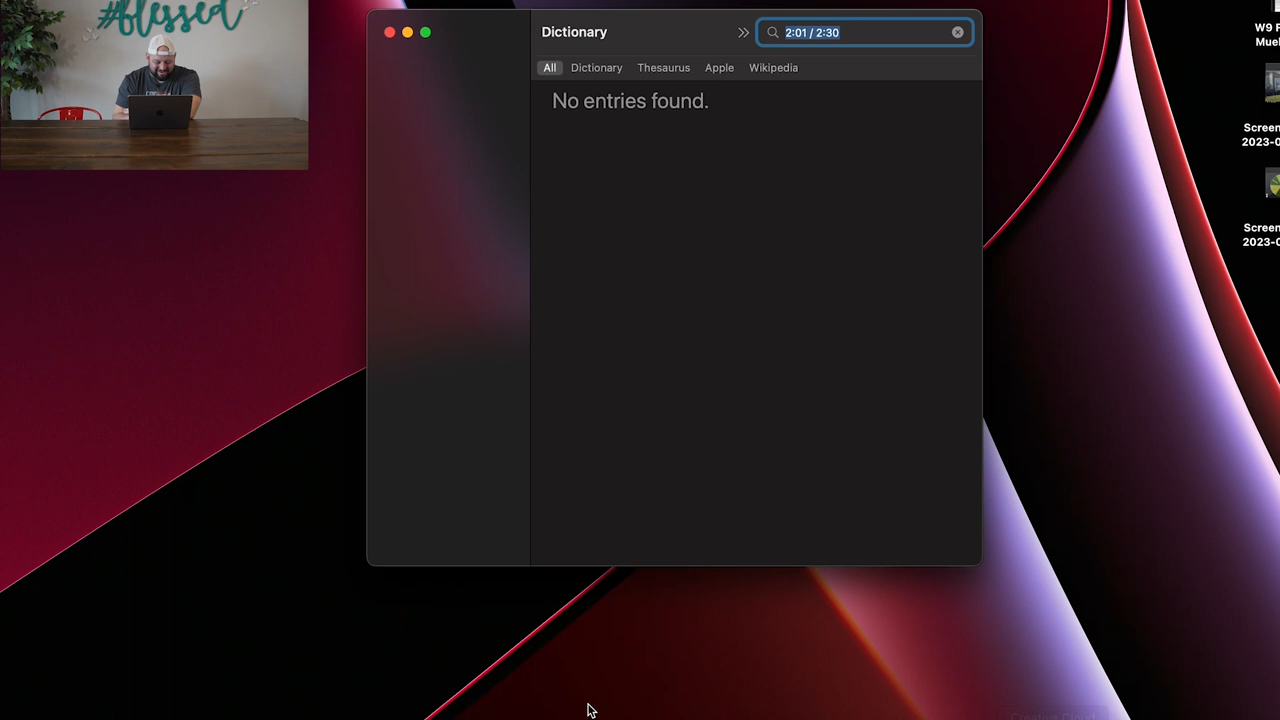 #blessed
Dictionary
2:01 / 2:30
All Dictionary Thesaurus Apple Wikipedia
No entries found.
W9 F
Muel
Screen
2023-0
Screen
2023-0